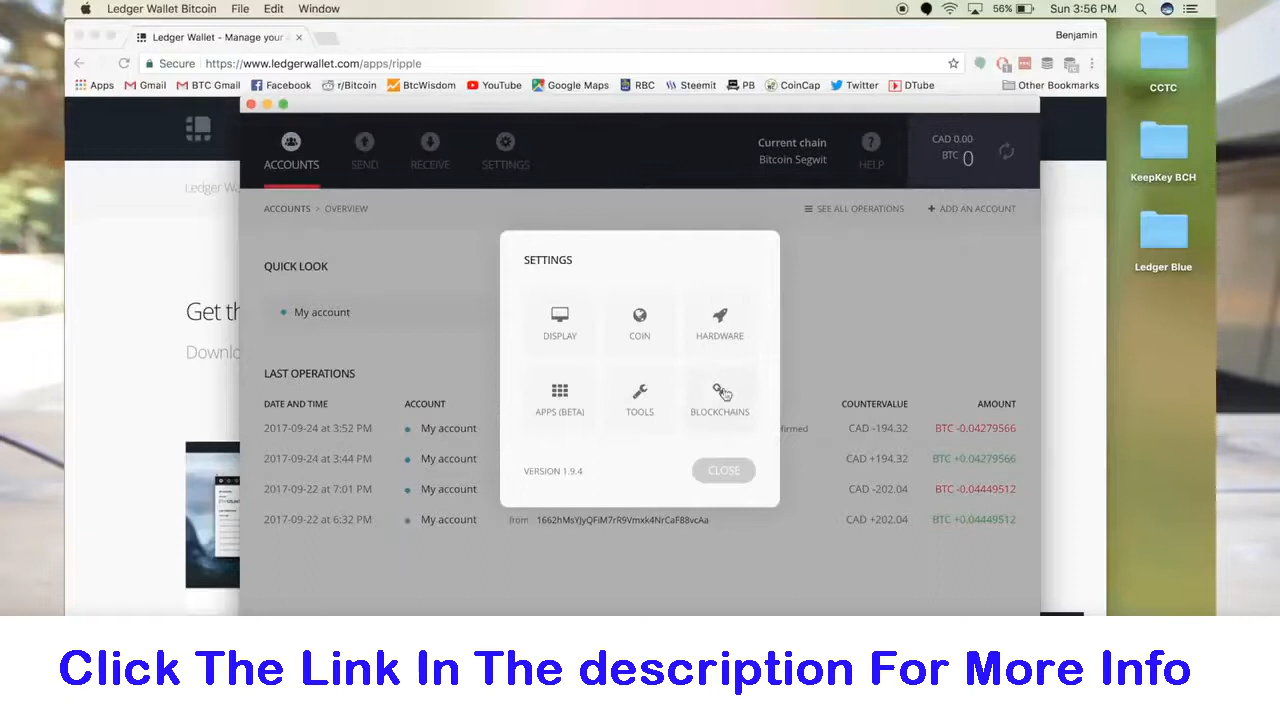 Ledger Wallet Bitcoin File Edit Window 56% Sun 3:56 PM
Ledger Wallet - Manage your Benjamin
Secure https://www.ledgerwallet.com/apps/ripple
Apps Gmail BTC Gmail Facebook r/Bitcoin BtcWisdom YouTube Google Maps RBC Steemit PB CoinCap Twitter DTube Other Bookmarks
CCTC
KeepKey BCH
Ledger Blue
Ledger W
Get th
Downlo
ACCOUNTS SEND RECEIVE SETTINGS
Current chain
Bitcoin Segwit
HELP
CAD 0.00
BTC 0
ACCOUNTS > OVERVIEW SEE ALL OPERATIONS + ADD AN ACCOUNT
QUICK LOOK
My account
LAST OPERATIONS
DATE AND TIME ACCOUNT COUNTERVALUE AMOUNT
2017-09-24 at 3:52 PM My account nfirmed CAD -194.32 BTC -0.04279566
2017-09-24 at 3:44 PM My account CAD +194.32 BTC +0.04279566
2017-09-22 at 7:01 PM My account CAD -202.04 BTC -0.04449512
2017-09-22 at 6:32 PM My account from 1662hMsYJyQFiM7rR9Vmxk4NrCaF88vcAa CAD +202.04 BTC +0.04449512
SETTINGS
DISPLAY COIN HARDWARE
APPS (BETA) TOOLS BLOCKCHAINS
VERSION 1.9.4 CLOSE
Click The Link In The description For More Info